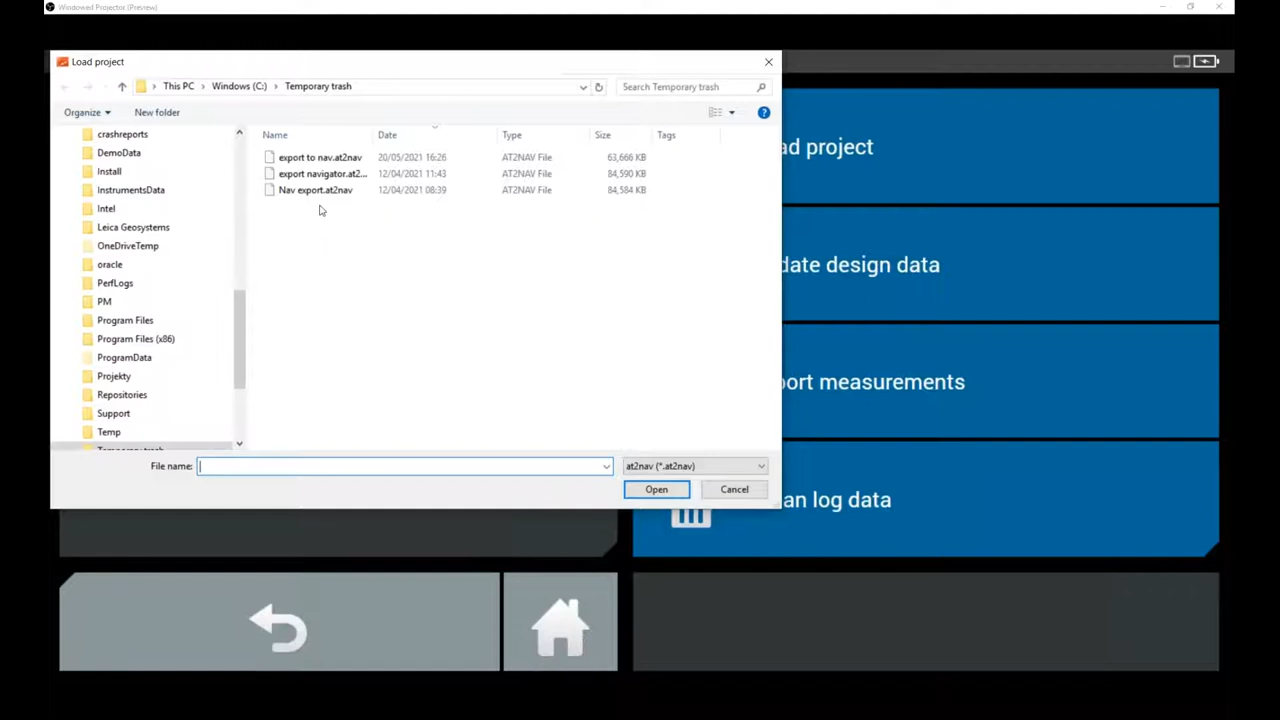 Windowed Projector (Preview)
Load project
This PC > Windows (C:) > Temporary trash
Search Temporary trash
Organize
New folder
Name Date Type Size Tags
crashreports
DemoData
Install
InstrumentsData
Intel
Leica Geosystems
OneDriveTemp
oracle
PerfLogs
PM
Program Files
Program Files (x86)
ProgramData
Projekty
Repositories
Support
Temp
Temporary trash
export to nav.at2nav 20/05/2021 16:26 AT2NAV File 63,666 KB
export navigator.at2... 12/04/2021 11:43 AT2NAV File 84,590 KB
Nav export.at2nav 12/04/2021 08:39 AT2NAV File 84,584 KB
File name:
at2nav (*.at2nav)
Open
Cancel
ad project
date design data
port measurements
an log data